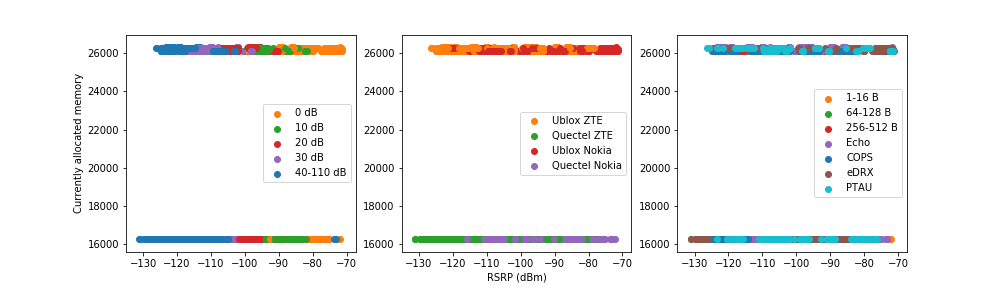 Currently allocated memory
26000
24000
22000
20000
18000
16000
0 dB
10 dB
20 dB
30 dB
40-110 dB
−130 −120 −110 −100 −90 −80 −70
26000
24000
22000
20000
18000
16000
Ublox ZTE
Quectel ZTE
Ublox Nokia
Quectel Nokia
−130 −120 −110 −100 −90 −80 −70
RSRP (dBm)
26000
24000
22000
20000
18000
16000
1-16 B
64-128 B
256-512 B
Echo
COPS
eDRX
PTAU
−130 −120 −110 −100 −90 −80 −70